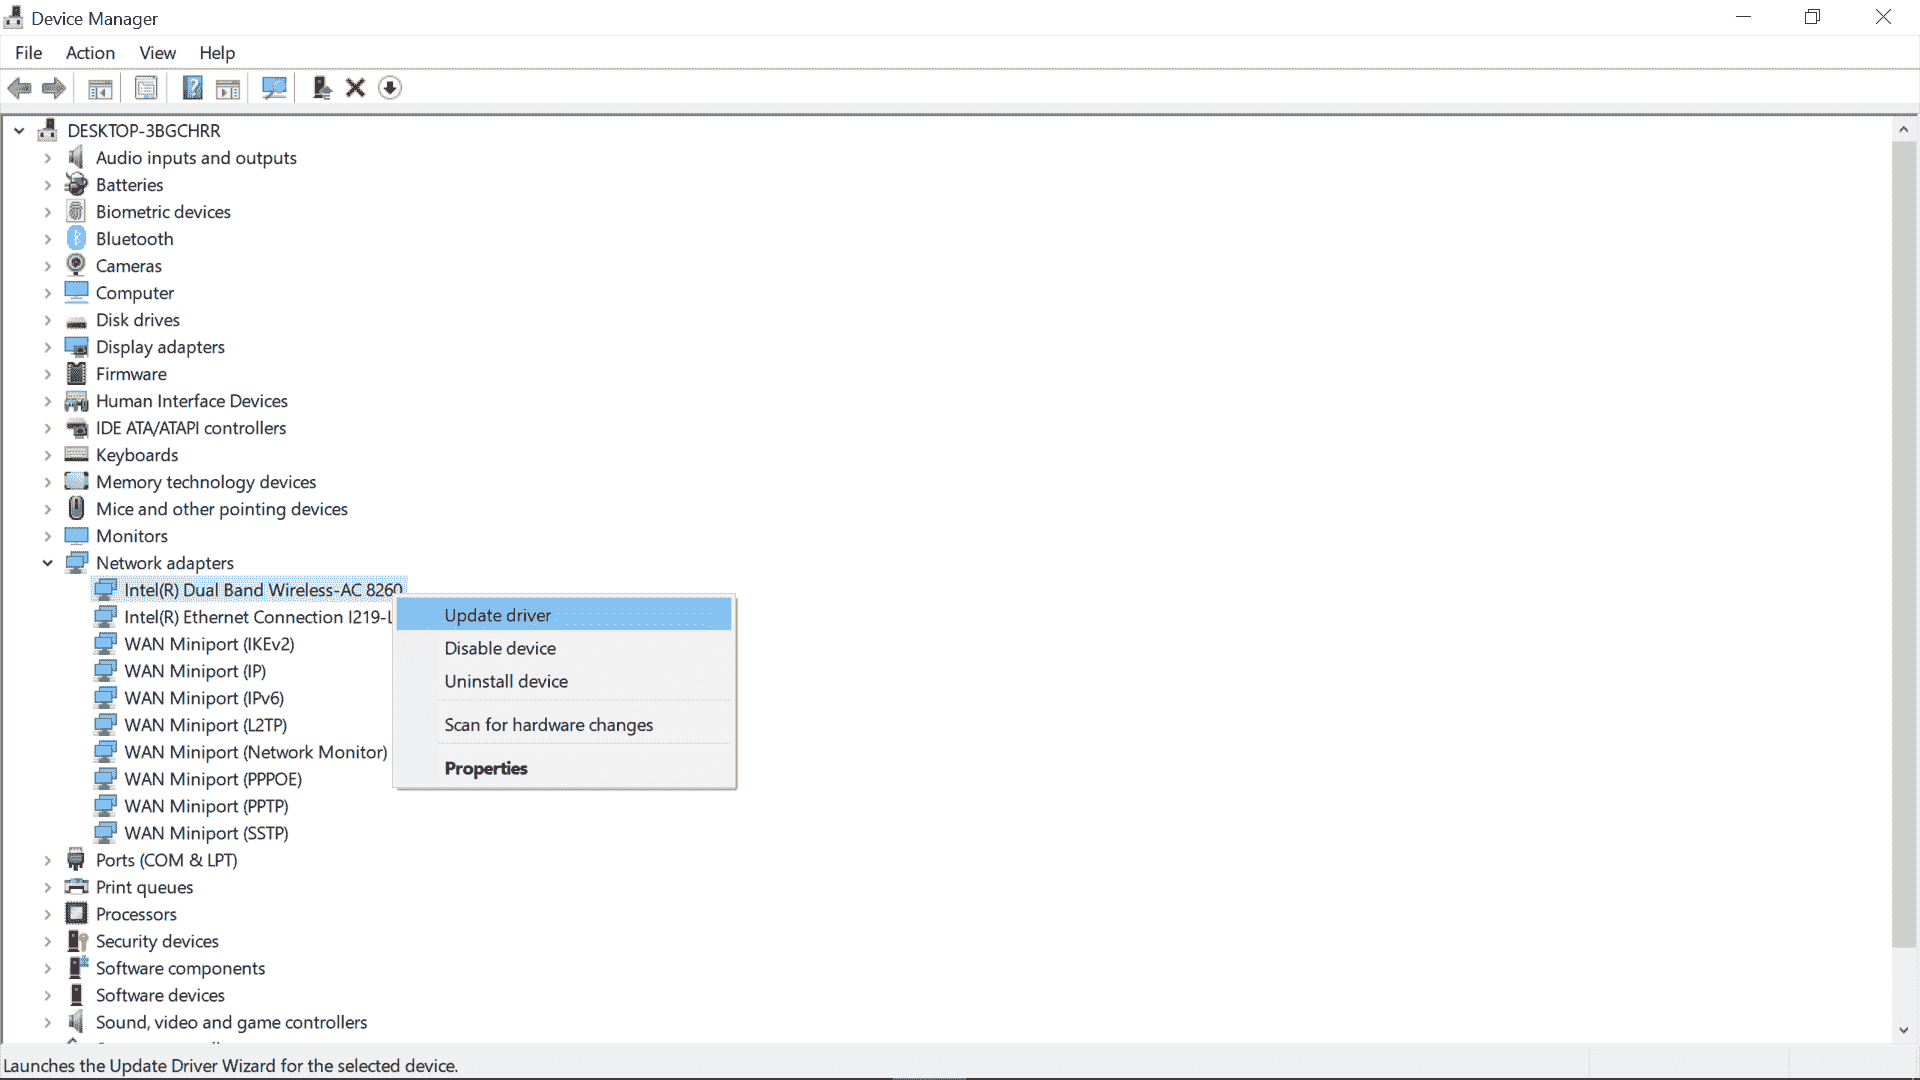 Device Manager
File Action View Help
DESKTOP-3BGCHRR
Audio inputs and outputs
Batteries
Biometric devices
Bluetooth
Cameras
Computer
Disk drives
Display adapters
Firmware
Human Interface Devices
IDE ATA/ATAPI controllers
Keyboards
Memory technology devices
Mice and other pointing devices
Monitors
Network adapters
Intel(R) Dual Band Wireless-AC 8260
Intel(R) Ethernet Connection I219-L
WAN Miniport (IKEv2)
WAN Miniport (IP)
WAN Miniport (IPv6)
WAN Miniport (L2TP)
WAN Miniport (Network Monitor)
WAN Miniport (PPPOE)
WAN Miniport (PPTP)
WAN Miniport (SSTP)
Update driver
Disable device
Uninstall device
Scan for hardware changes
Properties
Ports (COM & LPT)
Print queues
Processors
Security devices
Software components
Software devices
Sound, video and game controllers
Launches the Update Driver Wizard for the selected device.